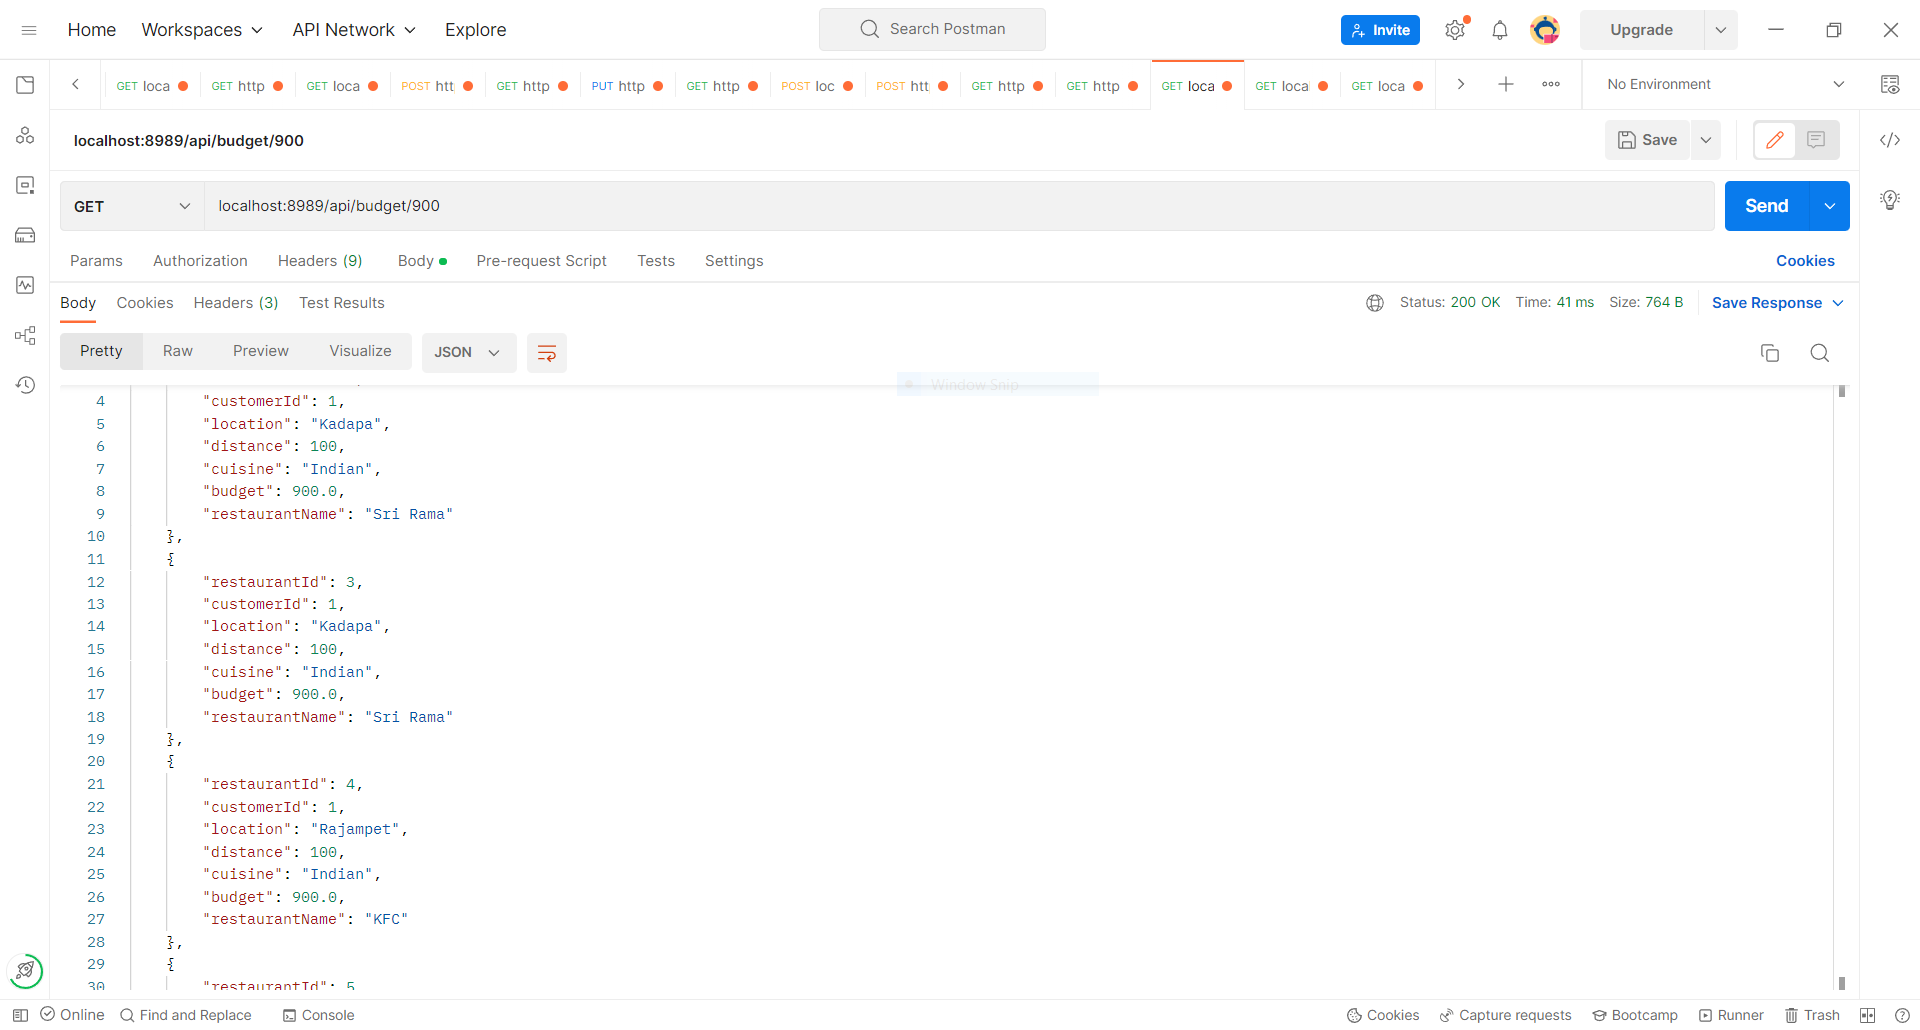 Home Workspaces API Network Explore Search Postman Invite Upgrade
GET loca GET http GET loca POST htt GET http PUT http GET http POST loc POST htt GET http GET http GET loca GET loca GET loca No Environment
localhost:8989/api/budget/900 Save
GET localhost:8989/api/budget/900 Send
Params Authorization Headers (9) Body Pre-request Script Tests Settings Cookies
Body Cookies Headers (3) Test Results Status: 200 OK Time: 41 ms Size: 764 B Save Response
Pretty Raw Preview Visualize JSON
Window Snip
4 "customerId": 1,
5 "location": "Kadapa",
6 "distance": 100,
7 "cuisine": "Indian",
8 "budget": 900.0,
9 "restaurantName": "Sri Rama"
10 },
11 {
12 "restaurantId": 3,
13 "customerId": 1,
14 "location": "Kadapa",
15 "distance": 100,
16 "cuisine": "Indian",
17 "budget": 900.0,
18 "restaurantName": "Sri Rama"
19 },
20 {
21 "restaurantId": 4,
22 "customerId": 1,
23 "location": "Rajampet",
24 "distance": 100,
25 "cuisine": "Indian",
26 "budget": 900.0,
27 "restaurantName": "KFC"
28 },
29 {
30 "restaurantId": 5
Online Find and Replace Console Cookies Capture requests Bootcamp Runner Trash